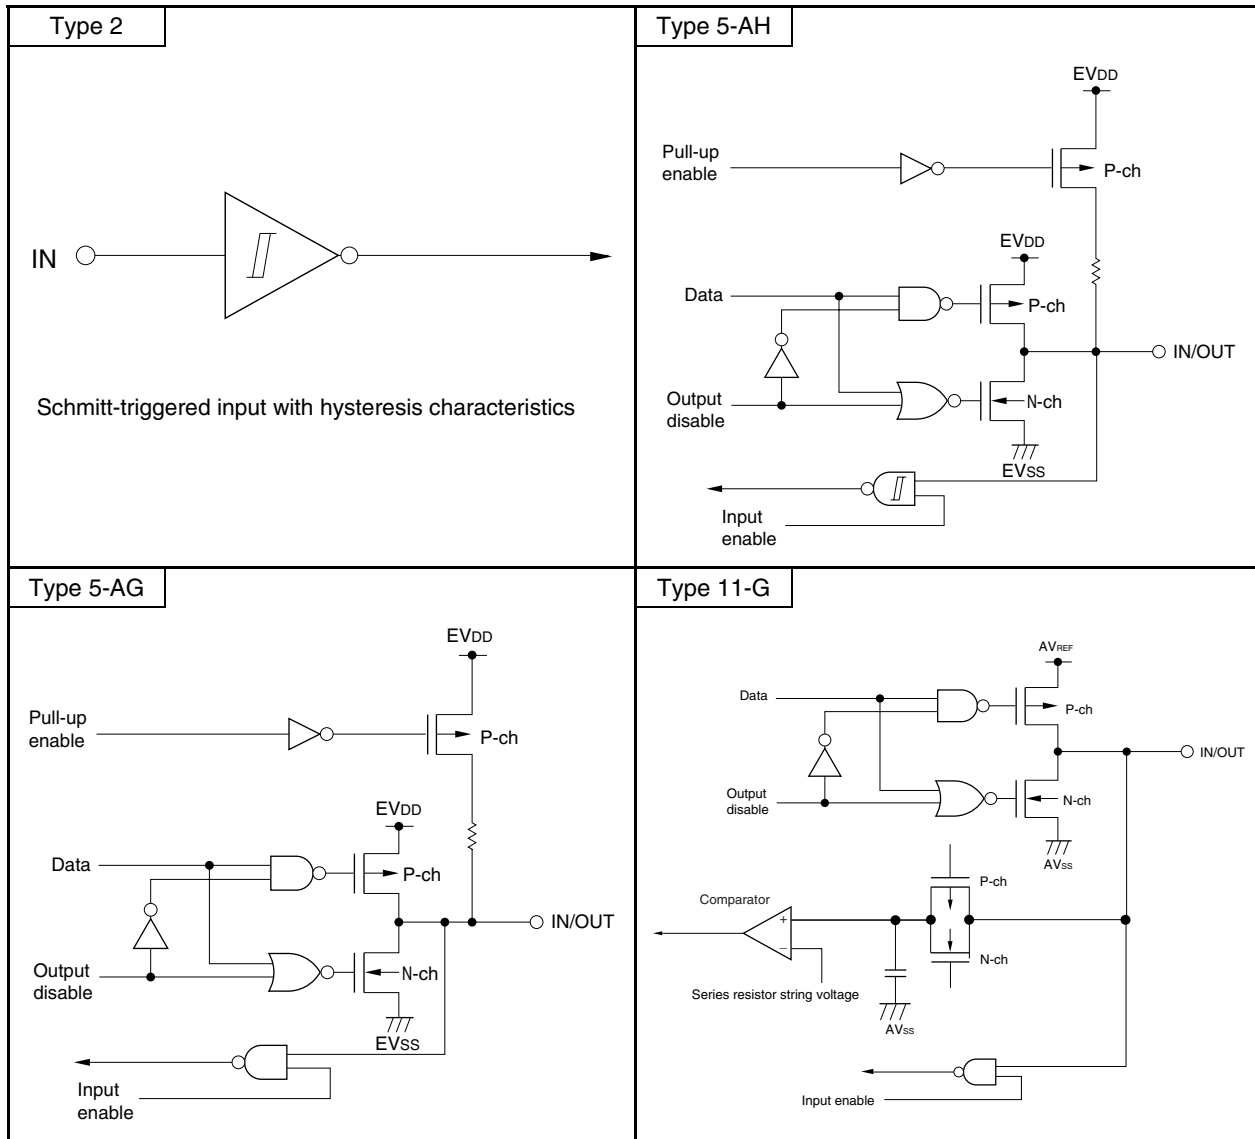 Type 2
IN
Schmitt-triggered input with hysteresis characteristics
Type 5-AH
EVDD
Pull-up
enable
P-ch
EVDD
Data
P-ch
IN/OUT
Output
disable
N-ch
EVSS
Input
enable
Type 5-AG
EVDD
Pull-up
enable
P-ch
EVDD
Data
P-ch
IN/OUT
Output
disable
N-ch
EVSS
Input
enable
Type 11-G
AVREF
Data
P-ch
IN/OUT
Output
disable
N-ch
AVSS
P-ch
Comparator
+
–
N-ch
Series resistor string voltage
AVSS
Input enable